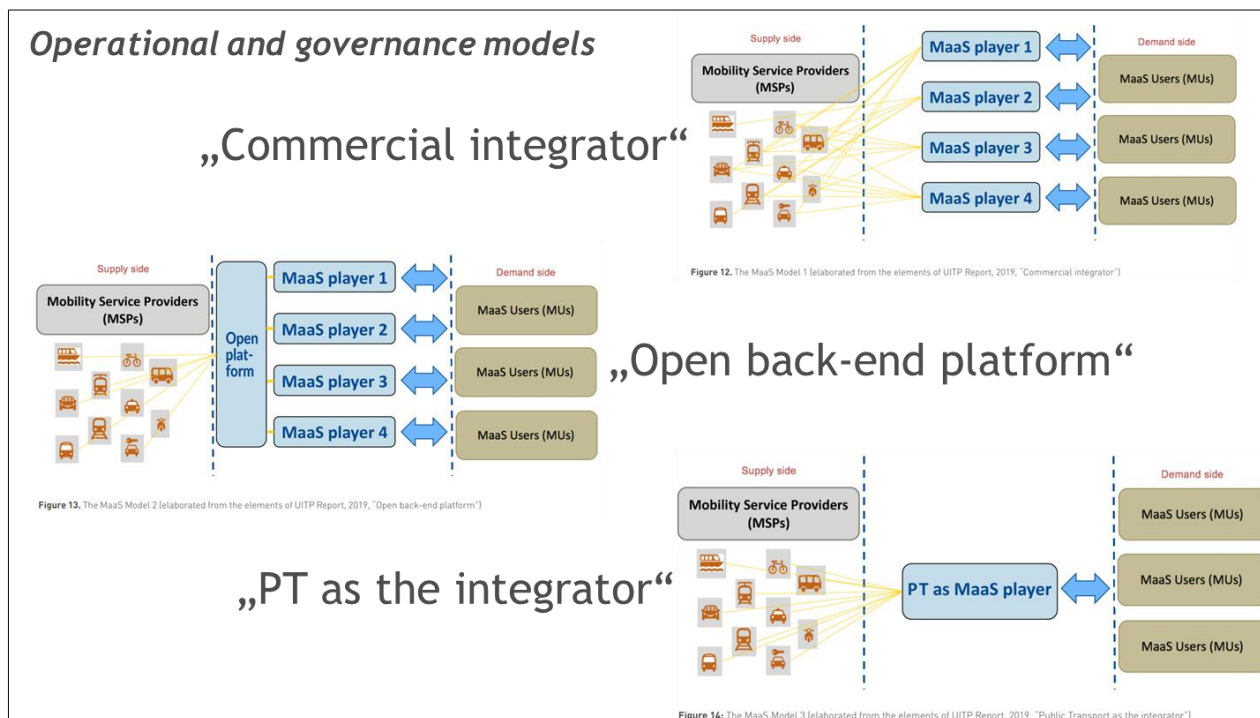 Operational and governance models
„Commercial integrator“
Supply side
Mobility Service Providers
(MSPs)
MaaS player 1
MaaS player 2
MaaS player 3
MaaS player 4
Demand side
MaaS Users (MUs)
MaaS Users (MUs)
MaaS Users (MUs)
Figure 12. The MaaS Model 1 (elaborated from the elements of UITP Report, 2019, "Commercial integrator")
Supply side
Mobility Service Providers
(MSPs)
Open
plat-
form
MaaS player 1
MaaS player 2
MaaS player 3
MaaS player 4
Demand side
MaaS Users (MUs)
MaaS Users (MUs)
MaaS Users (MUs)
Figure 13. The MaaS Model 2 (elaborated from the elements of UITP Report, 2019, "Open back-end platform")
„Open back-end platform“
„PT as the integrator“
Supply side
Mobility Service Providers
(MSPs)
PT as MaaS player
Demand side
MaaS Users (MUs)
MaaS Users (MUs)
MaaS Users (MUs)
Figure 14: The MaaS Model 3 (elaborated from the elements of UITP Report, 2019, "Public Transport as the integrator")